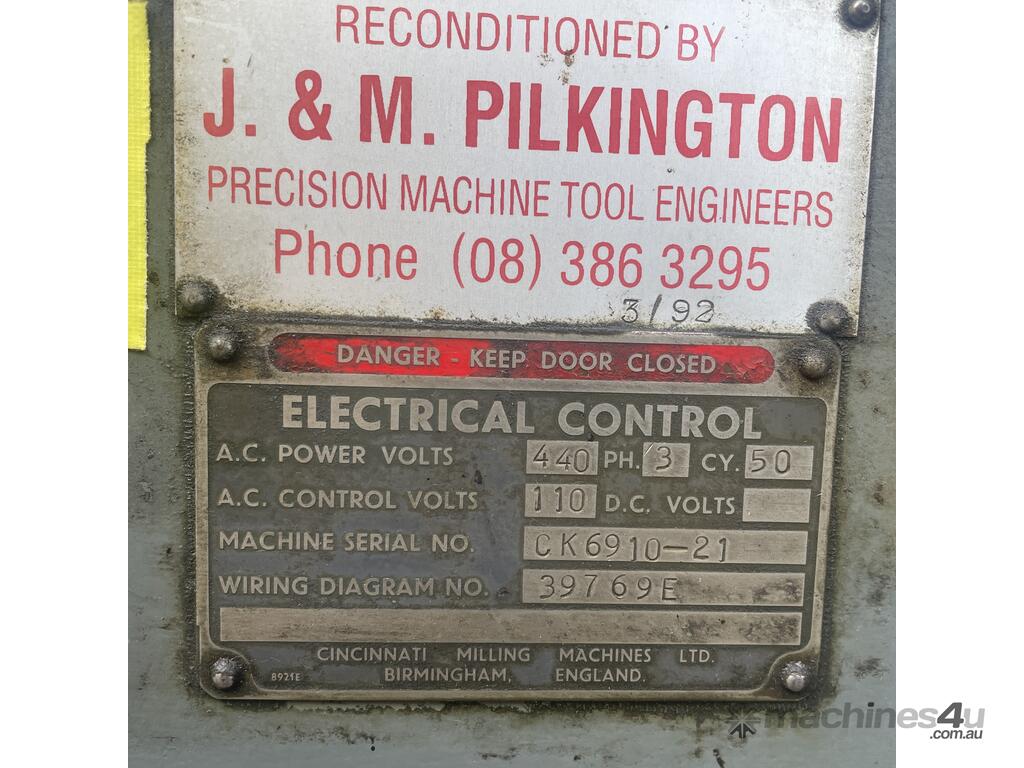 RECONDITIONED BY
J. & M. PILKINGTON
PRECISION MACHINE TOOL ENGINEERS
Phone (08) 386 3295
3/92
DANGER - KEEP DOOR CLOSED
ELECTRICAL CONTROL
A.C. POWER VOLTS 440 PH. 3 CY. 50
A.C. CONTROL VOLTS 110 D.C. VOLTS
MACHINE SERIAL NO. CK6910-21
WIRING DIAGRAM NO. 39769E
CINCINNATI MILLING MACHINES LTD.
8921E BIRMINGHAM, ENGLAND.
machines4u
.com.au